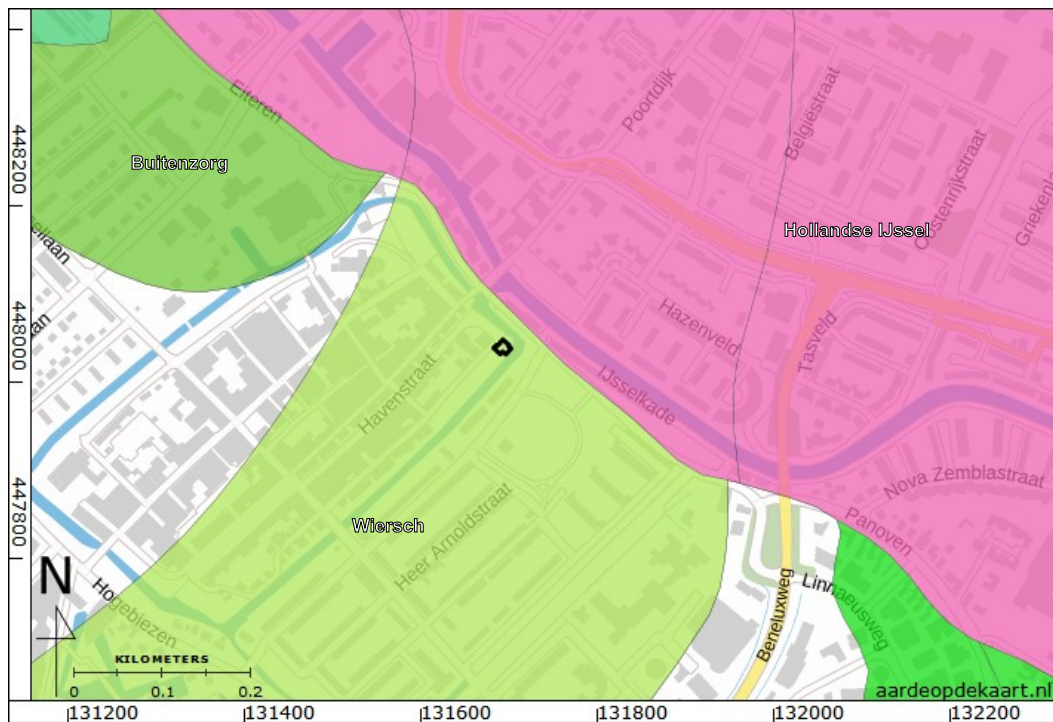 Eiteren
Poortdijk
Belgiëstraat
Buitenzorg
448200
Oostenrijkstraat
Hollandse IJssel
448000
Hazenveld
Tasveld
Havenstraat
IJsselkade
Nova Zemblastraat
447800
Wiersch
Heer Arnoldstraat
Panoven
N
Hogebiezen
Beneluxweg
Linnaeusweg
KILOMETERS
0 0.1 0.2
aardeopdekaart.nl
131200 131400 131600 131800 132000 132200